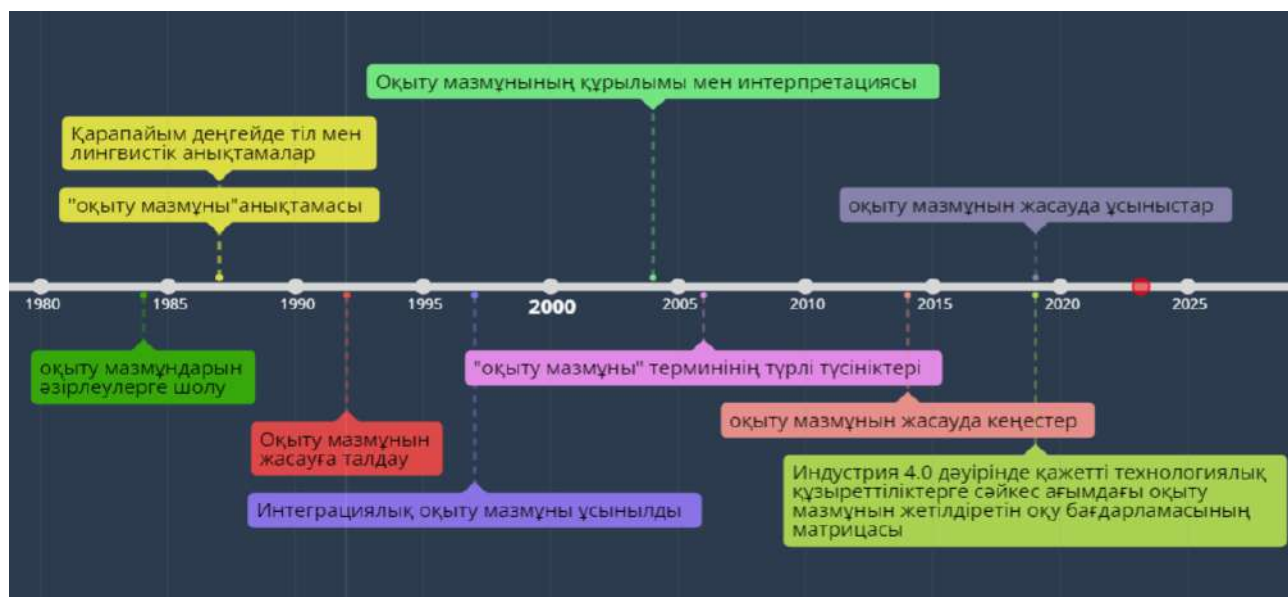 Оқыту мазмұнының құрылымы мен интерпретациясы
Қарапайым деңгейде тіл мен
лингвистік анықтамалар
"оқыту мазмұны"анықтамасы
оқыту мазмұнын жасауда ұсыныстар
1980
1985
1990
1995
2000
2005
2010
2015
2020
2025
оқыту мазмұндарын
әзірлеулерге шолу
"оқыту мазмұны" терминінің түрлі түсініктері
Оқыту мазмұнын
жасауға талдау
оқыту мазмұнын жасауда кеңестер
Интеграциялық оқыту мазмұны ұсынылды
Индустрия 4.0 дәуірінде қажетті технологиялық
құзыреттіліктерге сәйкес ағымдағы оқыту
мазмұнын жетілдіретін оқу бағдарламасының
матрицасы